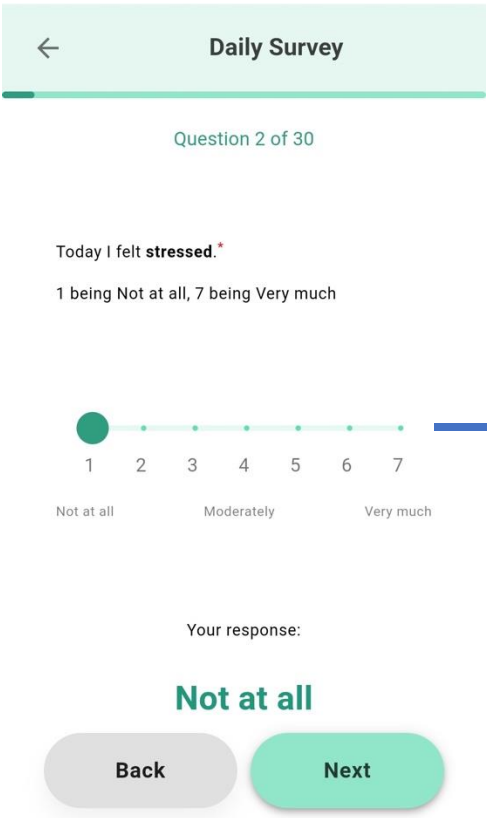 Daily Survey
Question 2 of 30
Today I felt stressed.*
1 being Not at all, 7 being Very much
1 2 3 4 5 6 7
Not at all Moderately Very much
Your response:
Not at all
Back Next